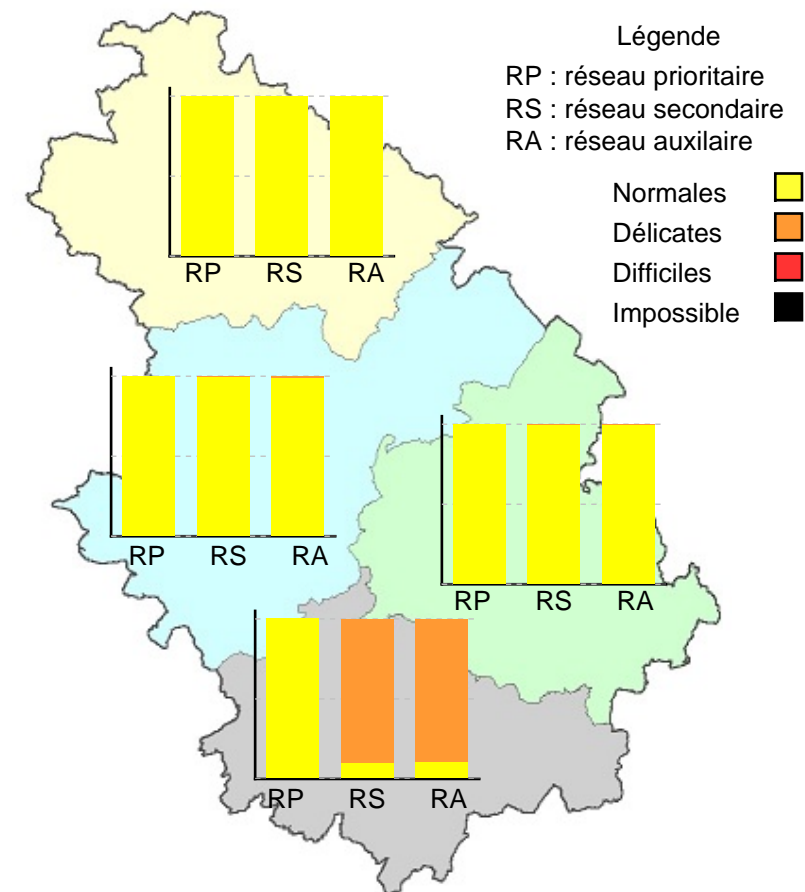 Légende
RP : réseau prioritaire
RS : réseau secondaire
RA : réseau auxilaire
Normales
Délicates
Difficiles
Impossible
RP RS RA
RP RS RA
RP RS RA
RP RS RA